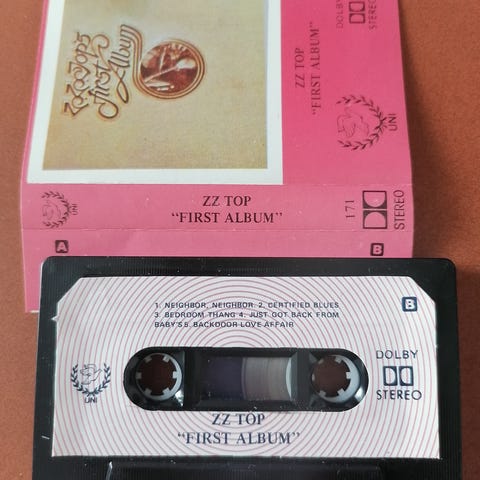 ZZ Top's
First
Album
DOLBY
STEREO
ZZ TOP
"FIRST ALBUM"
UNI
UNI
ZZ TOP
"FIRST ALBUM"
171
STEREO
A
B
B
1. NEIGHBOR, NEIGHBOR. 2. CERTIFIED BLUES
3. BEDROOM THANG 4. JUST GOT BACK FROM
BABY'S 5. BACKDOOR LOVE AFFAIR
DOLBY
STEREO
UNI
ZZ TOP
"FIRST ALBUM"